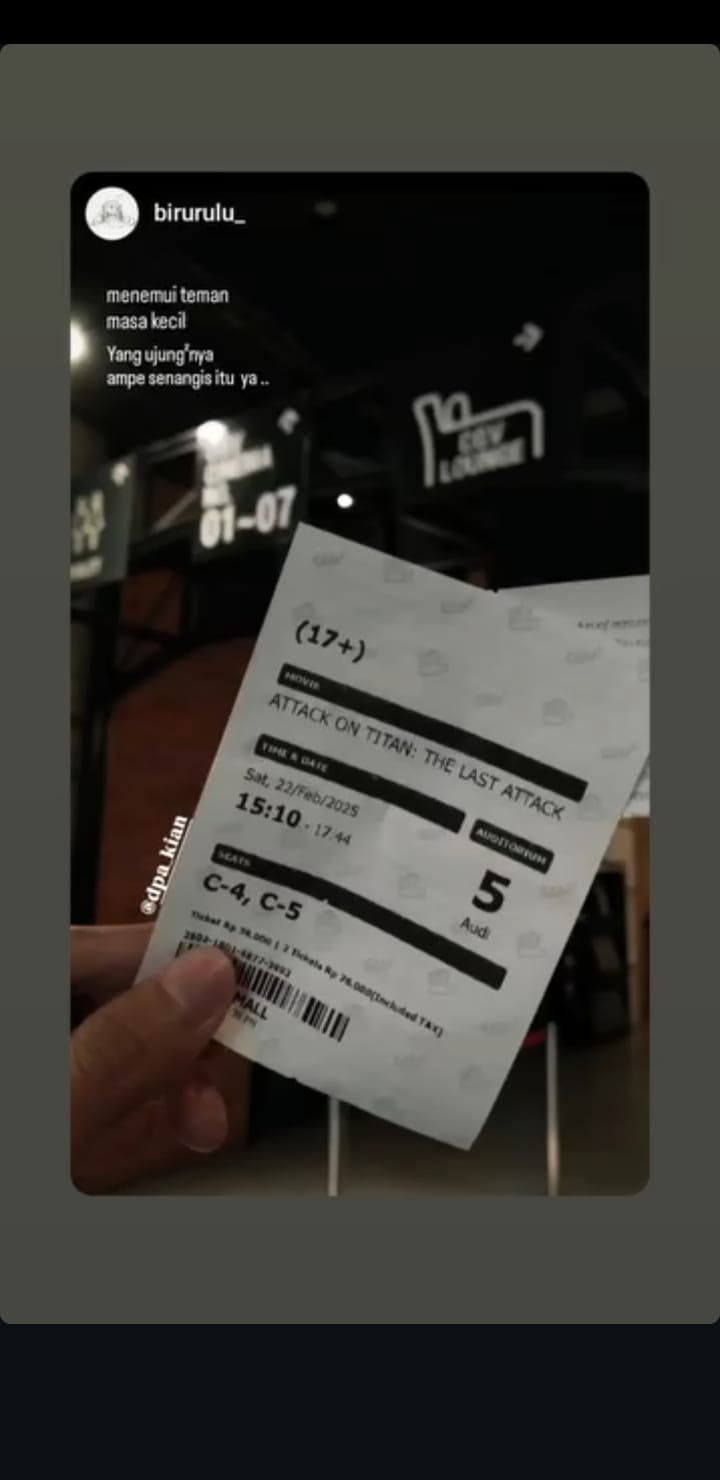 birurulu_
menemui teman
masa kecil
Yang ujung²nya
ampe senangis itu ya ..
CGV
LOUNGE
01~07
(17+)
MOVIE
ATTACK ON TITAN: THE LAST ATTACK
TIME & DATE
Sat, 22/Feb/2025
15:10 - 17:44
AUDITORIUM
5
Audi
SEATS
C-4, C-5
@dpa_kian
MALL